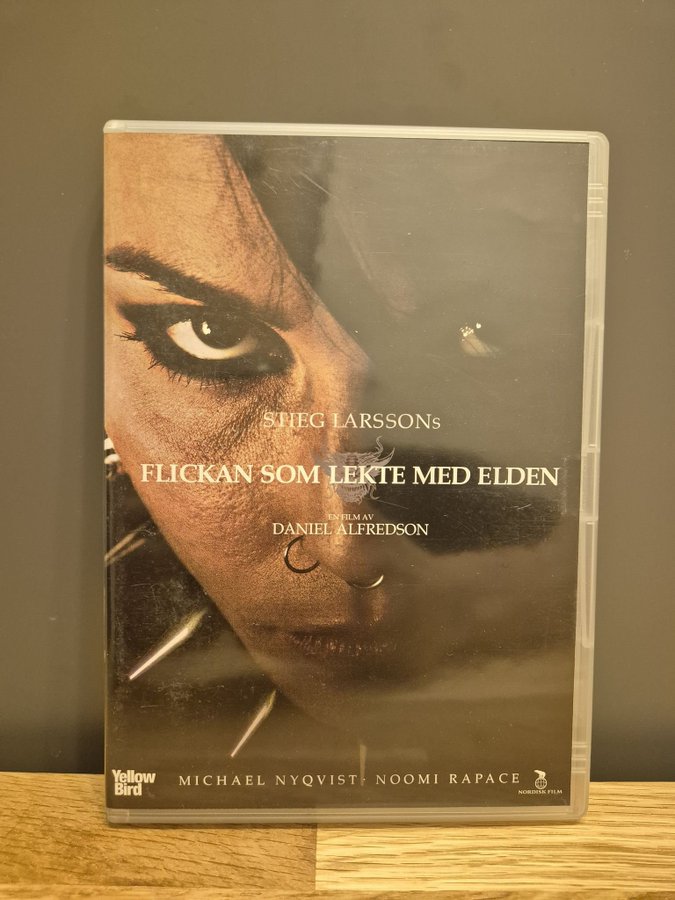 STIEG LARSSONs
FLICKAN SOM LEKTE MED ELDEN
EN FILM AV
DANIEL ALFREDSON
Yellow
Bird
MICHAEL NYQVIST · NOOMI RAPACE
NORDISK FILM